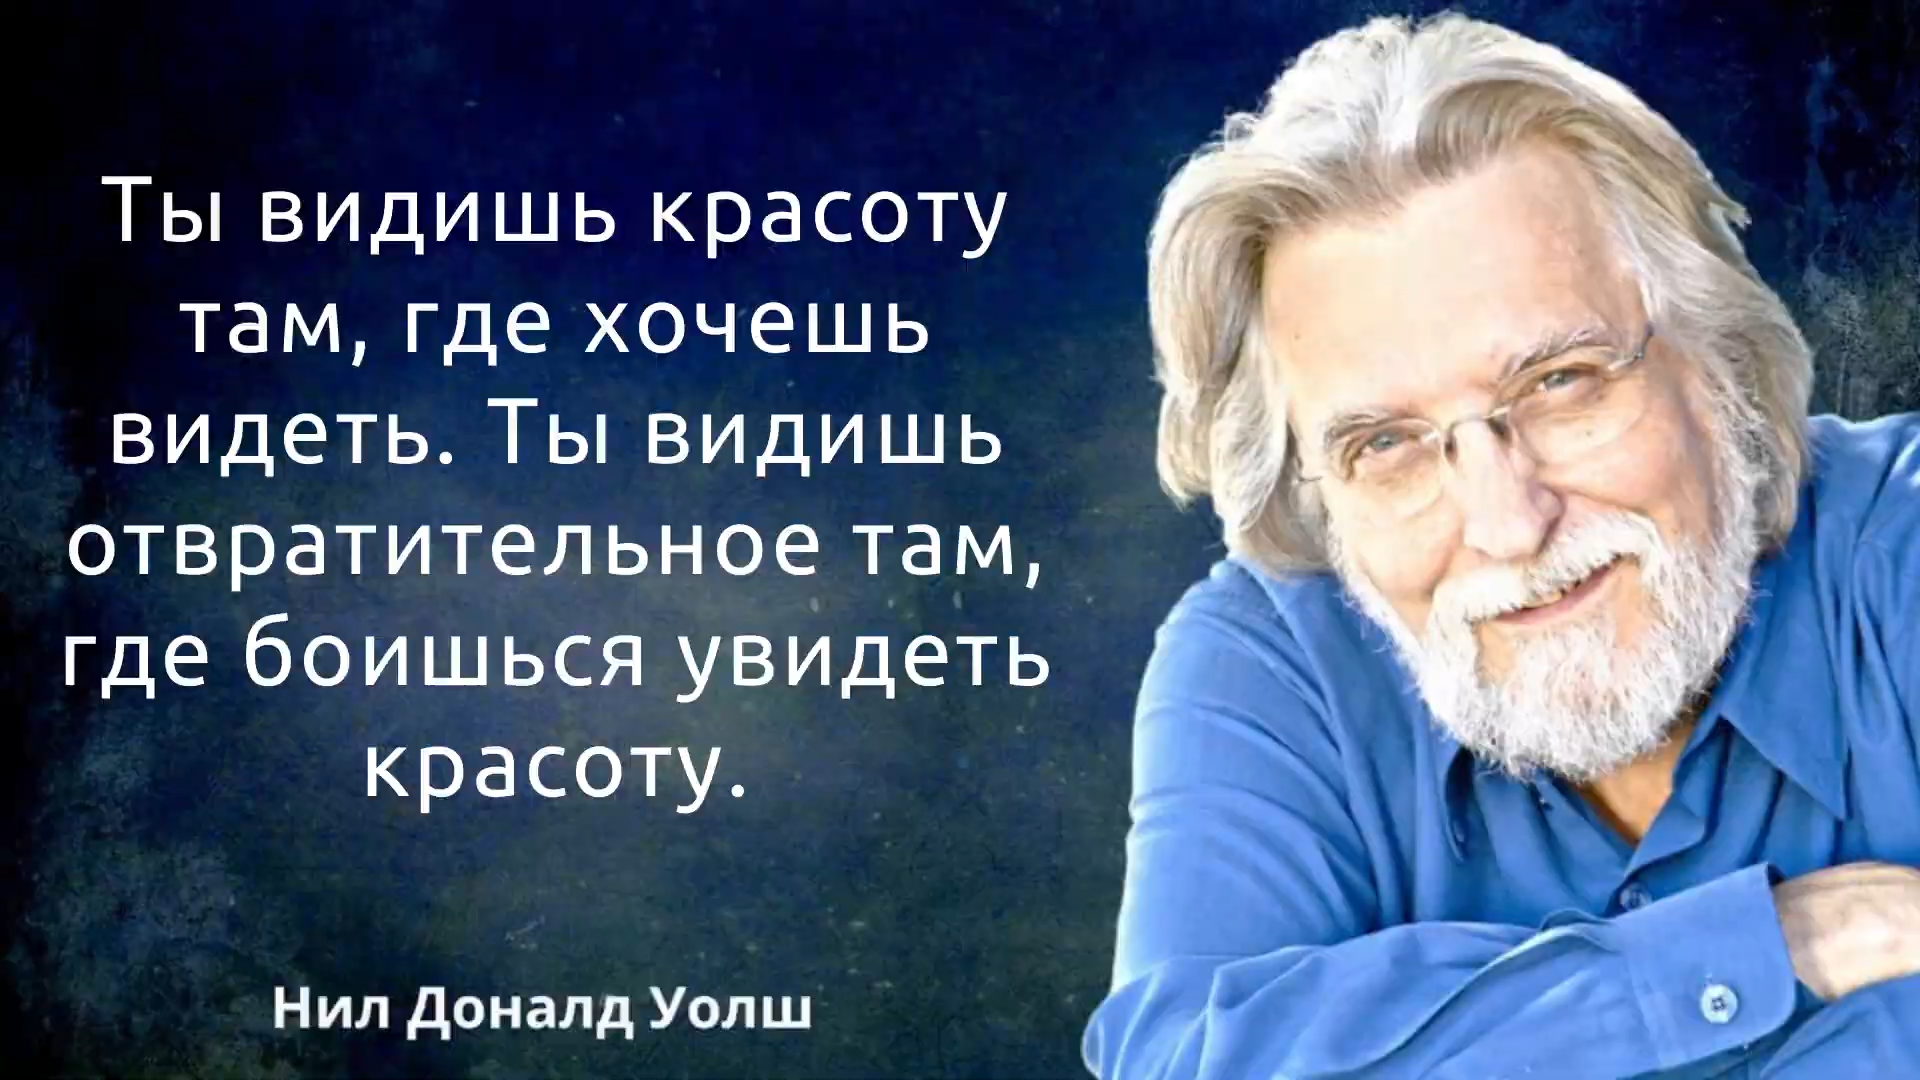 Ты видишь красоту
там, где хочешь
видеть. Ты видишь
отвратительное там,
где боишься увидеть
красоту.
Нил Доналд Уолш